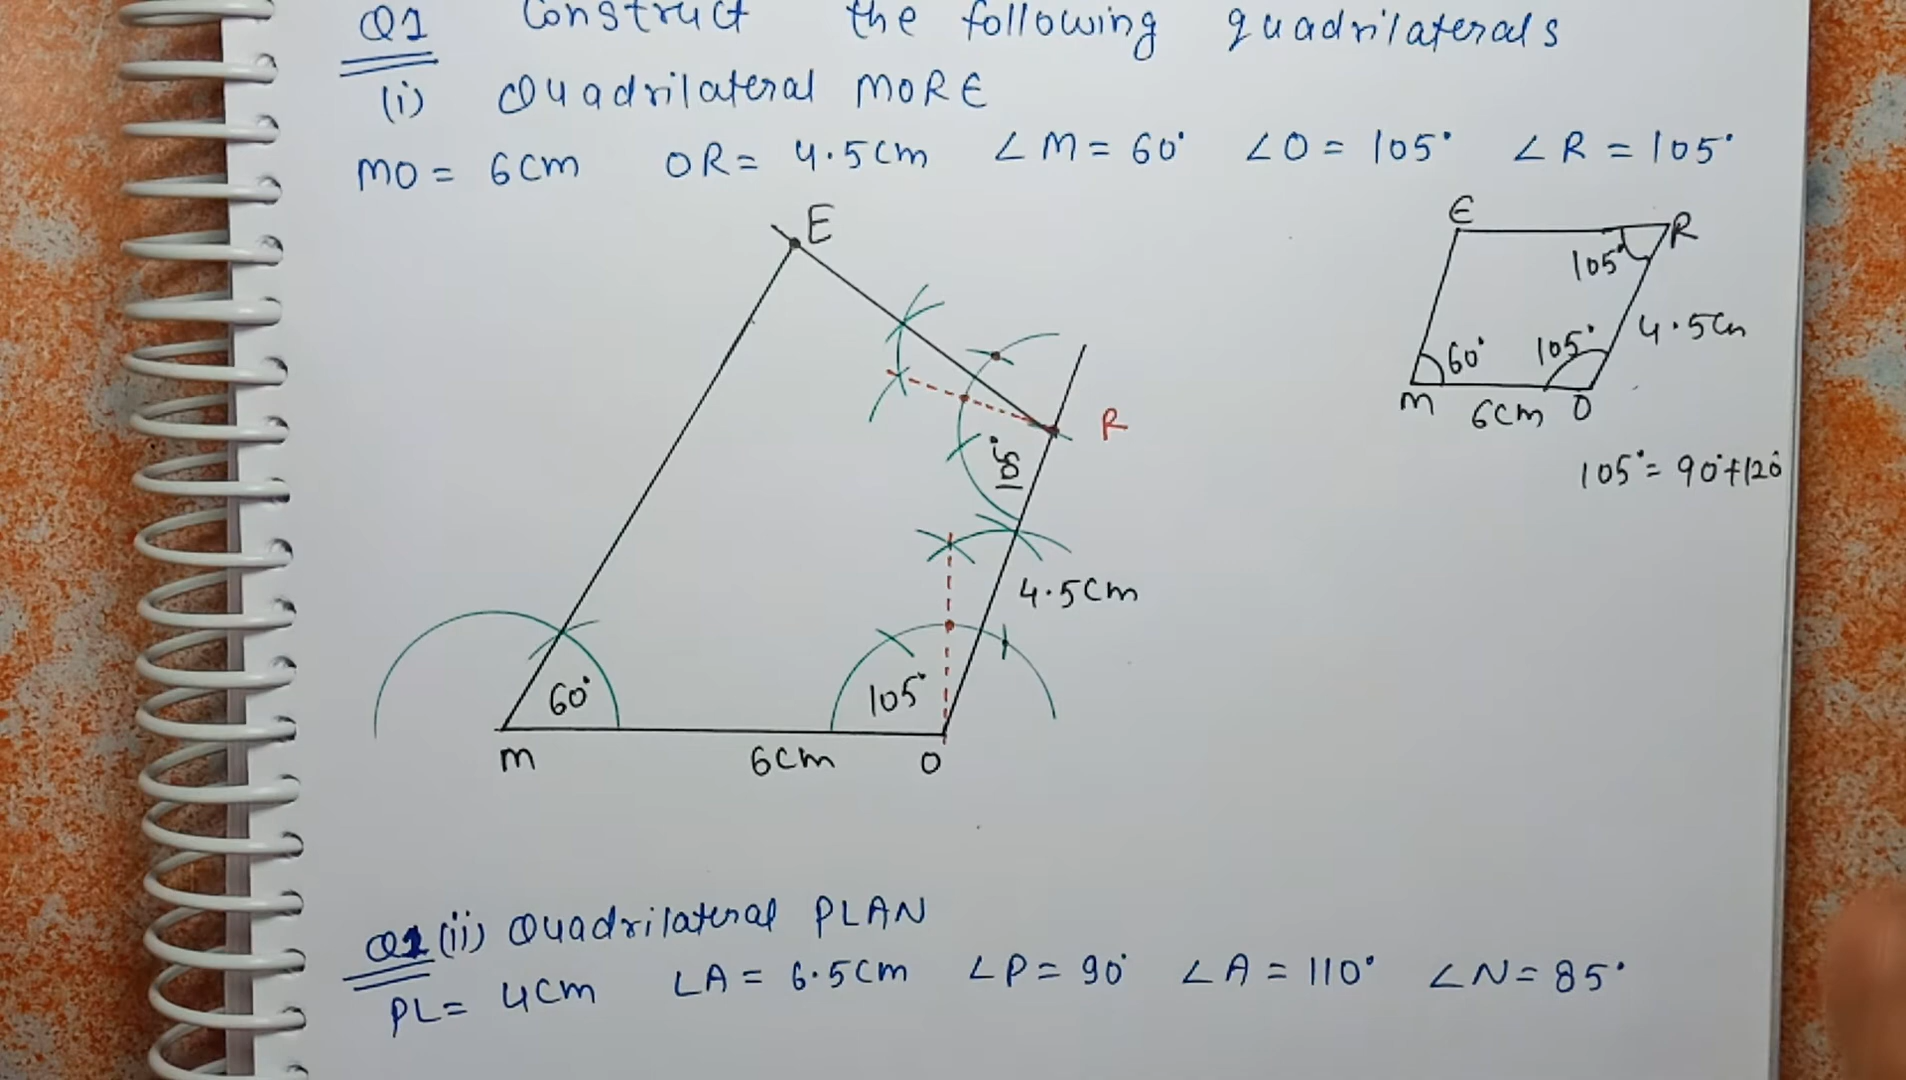 Q1 Construct the following quadrilaterals
(i) Quadrilateral MORE
MO = 6cm OR = 4.5cm ∠M = 60° ∠O = 105° ∠R = 105°
E
E R
105°
4.5cm
60° 105°
M 6cm O
105° = 90°+120°
R
105°
4.5cm
60° 105°
M 6cm O
Q1 (ii) Quadrilateral PLAN
PL = 4cm LA = 6.5cm ∠P = 90° ∠A = 110° ∠N = 85°